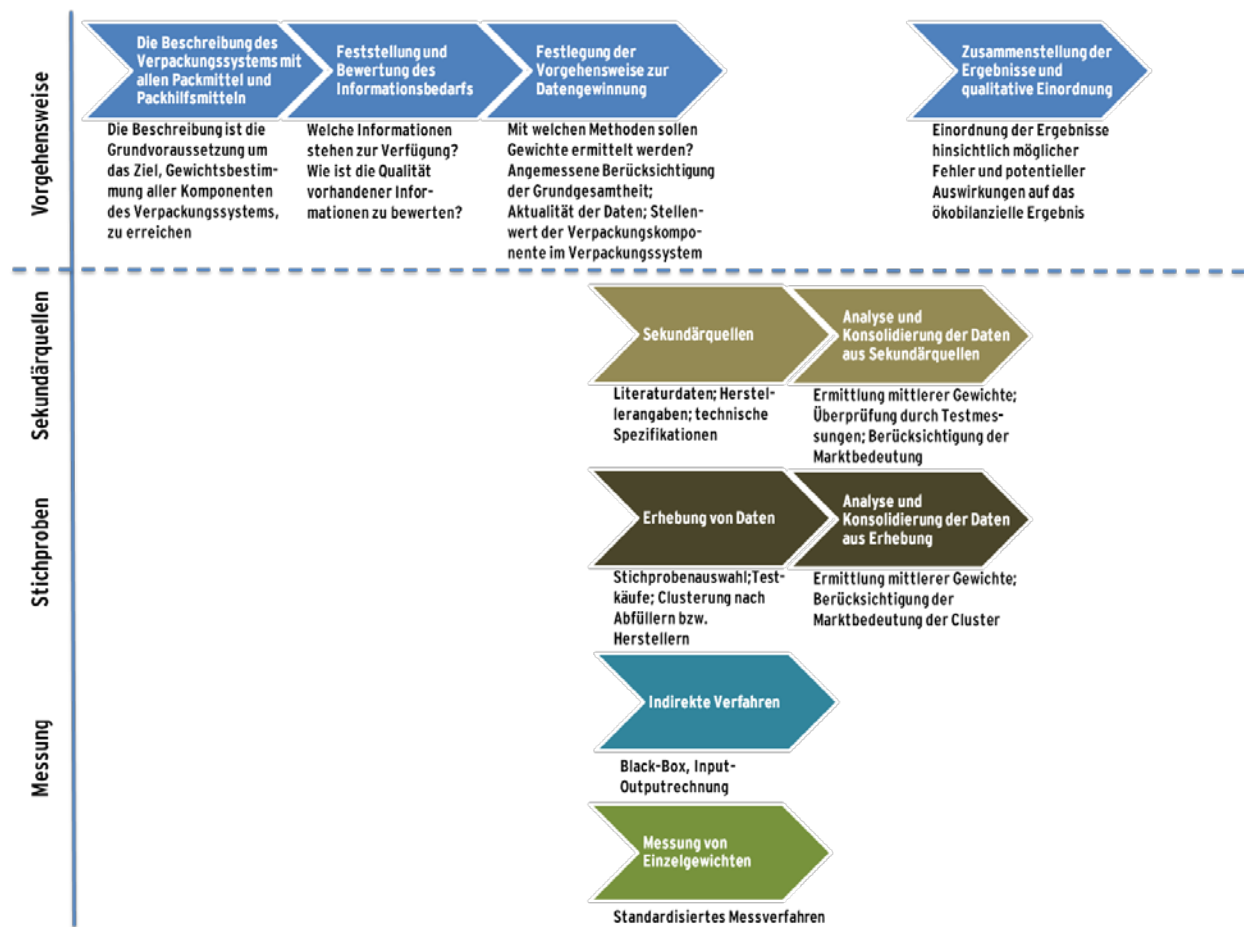 Vorgehensweise
Die Beschreibung des
Verpackungssystems mit
allen Packmittel und
Packhilfsmitteln
Die Beschreibung ist die
Grundvoraussetzung um
das Ziel, Gewichtsbestim-
mung aller Komponenten
des Verpackungssystems,
zu erreichen
Feststellung und
Bewertung des
Informationsbedarfs
Welche Informationen
stehen zur Verfügung?
Wie ist die Qualität
vorhandener Infor-
mationen zu bewerten?
Festlegung der
Vorgehensweise zur
Datengewinnung
Mit welchen Methoden sollen
Gewichte ermittelt werden?
Angemessene Berücksichtigung
der Grundgesamtheit;
Aktualität der Daten; Stellen-
wert der Verpackungskompo-
nente im Verpackungssystem
Zusammenstellung der
Ergebnisse und
qualitative Einordnung
Einordnung der Ergebnisse
hinsichtlich möglicher
Fehler und potentieller
Auswirkungen auf das
ökobilanzielle Ergebnis
Sekundärquellen
Sekundärquellen
Literaturdaten; Herstel-
lerangaben; technische
Spezifikationen
Analyse und
Konsolidierung der Daten
aus Sekundärquellen
Ermittlung mittlerer Gewichte;
Überprüfung durch Testmes-
sungen; Berücksichtigung der
Marktbedeutung
Stichproben
Erhebung von Daten
Stichprobenauswahl;Test-
käufe; Clusterung nach
Abfüllern bzw.
Herstellern
Analyse und
Konsolidierung der Daten
aus Erhebung
Ermittlung mittlerer Gewichte;
Berücksichtigung der
Marktbedeutung der Cluster
Messung
Indirekte Verfahren
Black-Box, Input-
Outputrechnung
Messung von
Einzelgewichten
Standardisiertes Messverfahren